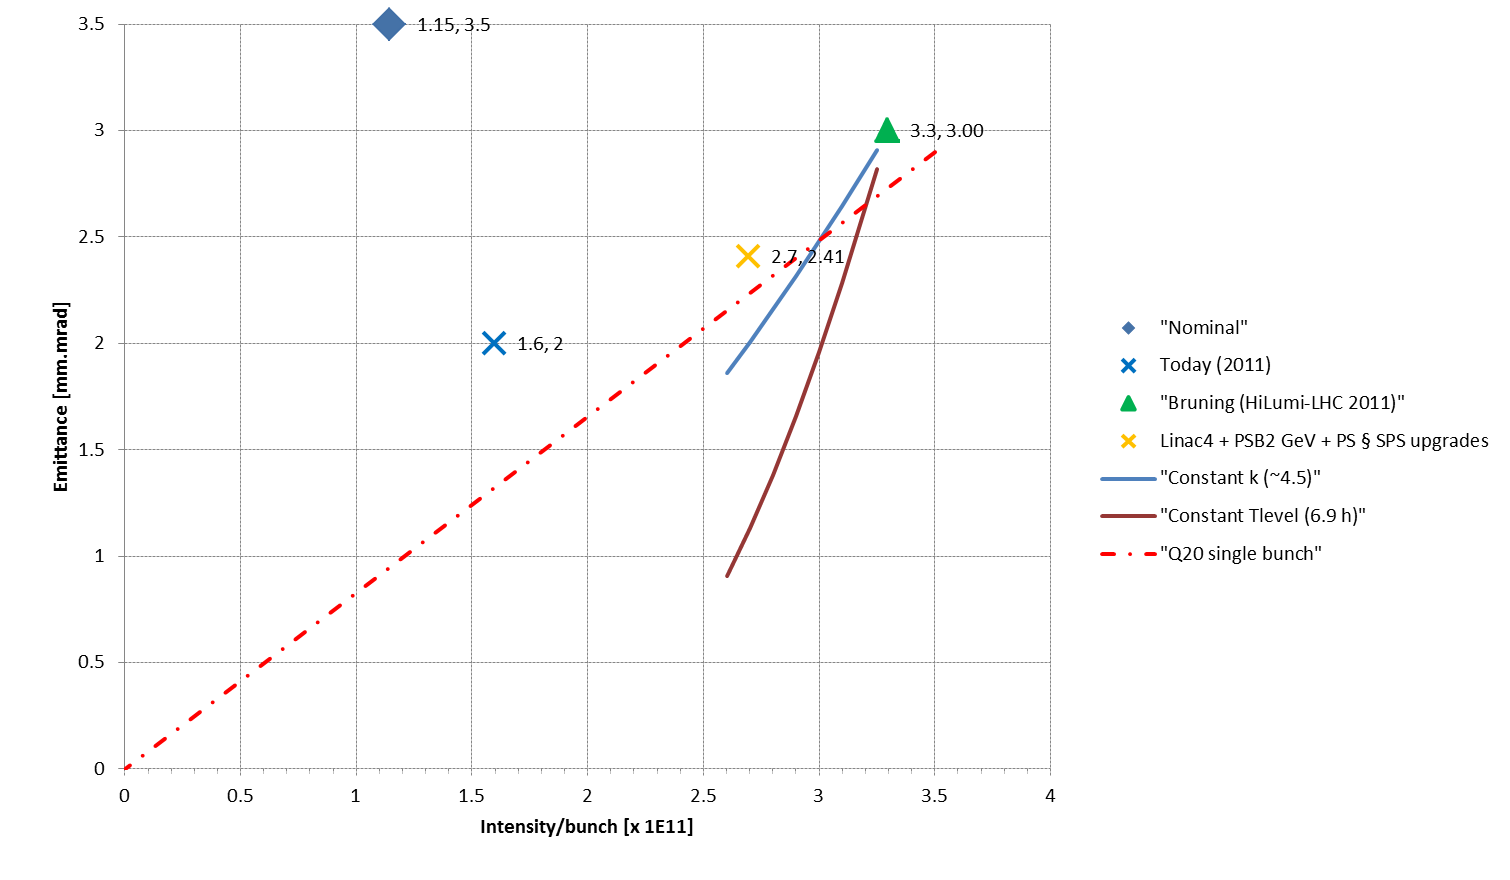 3.5
1.15, 3.5
3
3.3, 3.00
2.5
2.7, 2.41
2
1.6, 2
1.5
1
0.5
0
0
0.5
1
1.5
2
2.5
3
3.5
4
Emittance [mm.mrad]
Intensity/bunch [x 1E11]
"Nominal"
Today (2011)
"Bruning (HiLumi-LHC 2011)"
Linac4 + PSB2 GeV + PS § SPS upgrades
"Constant k (~4.5)"
"Constant Tlevel (6.9 h)"
"Q20 single bunch"